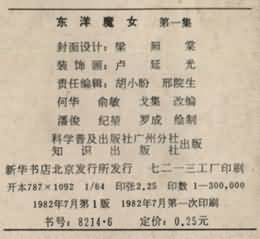 东洋魔女 第一集
封面设计：梁丽棠
装饰画：卢延光
责任编辑：胡小盼 邢院生
何华 俞敏 戈集 改编
潘俊 纪堃 罗成 绘制
科学普及出版社广州分社
知识出版社
出版
新华书店北京发行所发行 七二一三工厂印刷
开本787×1092 1/64 印张2.25 印数1—300,000
1982年7月第1版 1982年7月第一次印刷
书号：8214·6 定价：0.25元